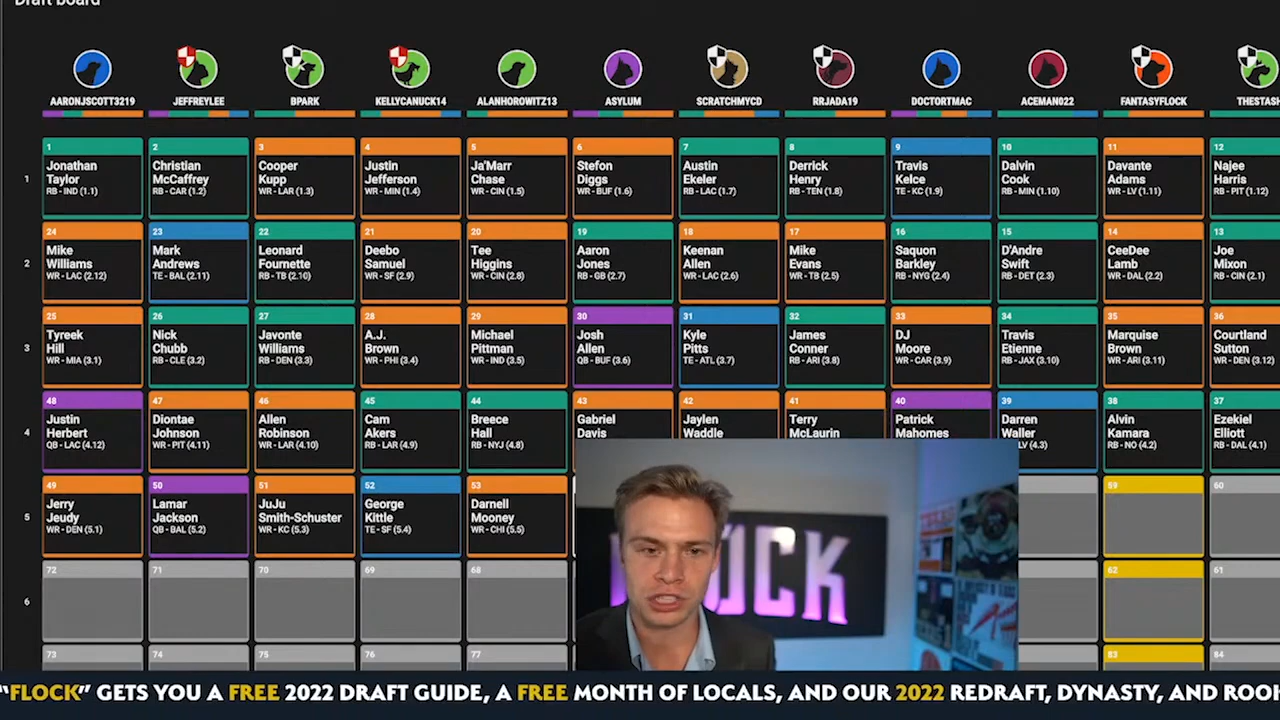 Draft board
AARONJSCOTT3219 JEFFREYLEE BPARK KELLYCANUCK14 ALANHOROWITZ13 ASYLUM SCRATCHMYCD RRJADA19 DOCTORTMAC ACEMAN022 FANTASYFLOCK THESTASH
1 2 3 4 5 6 7 8 9 10 11 12
1
Jonathan Christian Cooper Justin Ja'Marr Stefon Austin Derrick Travis Dalvin Davante Najee
Taylor McCaffrey Kupp Jefferson Chase Diggs Ekeler Henry Kelce Cook Adams Harris
RB - IND (1.1) RB - CAR (1.2) WR - LAR (1.3) WR - MIN (1.4) WR - CIN (1.5) WR - BUF (1.6) RB - LAC (1.7) RB - TEN (1.8) TE - KC (1.9) RB - MIN (1.10) WR - LV (1.11) RB - PIT (1.12)
24 23 22 21 20 19 18 17 16 15 14 13
2
Mike Mark Leonard Deebo Tee Aaron Keenan Mike Saquon D'Andre CeeDee Joe
Williams Andrews Fournette Samuel Higgins Jones Allen Evans Barkley Swift Lamb Mixon
WR - LAC (2.12) TE - BAL (2.11) RB - TB (2.10) WR - SF (2.9) WR - CIN (2.8) RB - GB (2.7) WR - LAC (2.6) WR - TB (2.5) RB - NYG (2.4) RB - DET (2.3) WR - DAL (2.2) RB - CIN (2.1)
25 26 27 28 29 30 31 32 33 34 35 36
3
Tyreek Nick Javonte A.J. Michael Josh Kyle James DJ Travis Marquise Courtland
Hill Chubb Williams Brown Pittman Allen Pitts Conner Moore Etienne Brown Sutton
WR - MIA (3.1) RB - CLE (3.2) RB - DEN (3.3) WR - PHI (3.4) WR - IND (3.5) QB - BUF (3.6) TE - ATL (3.7) RB - ARI (3.8) WR - CAR (3.9) RB - JAX (3.10) WR - ARI (3.11) WR - DEN (3.12)
48 47 46 45 44 43 42 41 40 39 38 37
4
Justin Diontae Allen Cam Breece Gabriel Jaylen Terry Patrick Darren Alvin Ezekiel
Herbert Johnson Robinson Akers Hall Davis Waddle McLaurin Mahomes Waller Kamara Elliott
QB - LAC (4.12) WR - PIT (4.11) WR - LAR (4.10) RB - LAR (4.9) RB - NYJ (4.8) LV (4.3) RB - NO (4.2) RB - DAL (4.1)
49 50 51 52 53 59 60
5
Jerry Lamar JuJu George Darnell
Jeudy Jackson Smith-Schuster Kittle Mooney
WR - DEN (5.1) QB - BAL (5.2) WR - KC (5.3) TE - SF (5.4) WR - CHI (5.5)
72 71 70 69 68 62 61
6
73 74 75 76 77 83 84
OCK
"FLOCK" GETS YOU A FREE 2022 DRAFT GUIDE, A FREE MONTH OF LOCALS, AND OUR 2022 REDRAFT, DYNASTY, AND ROOK